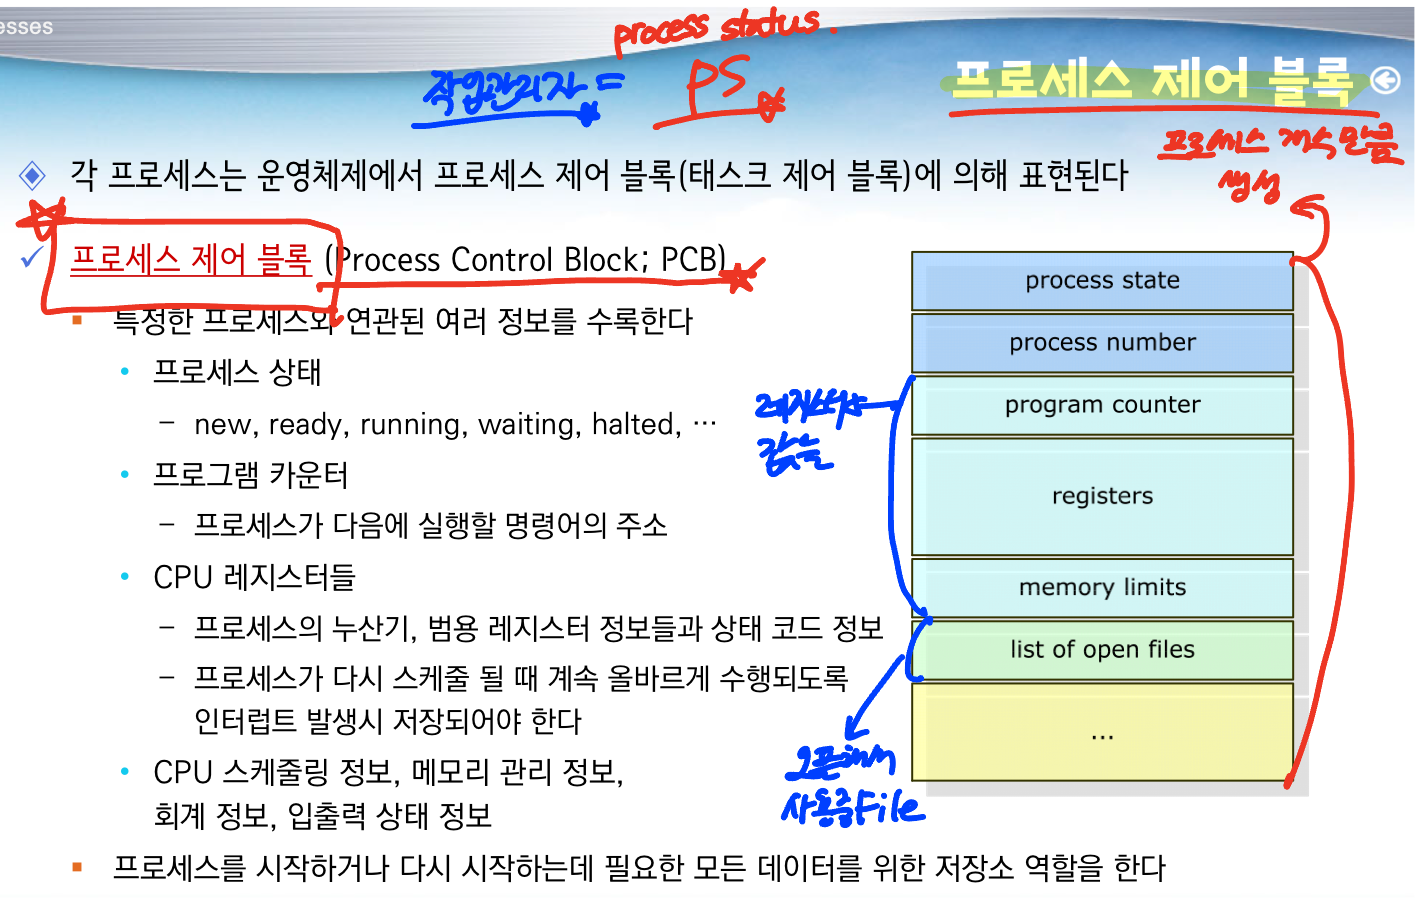 esses
process status.
작업관리자 = PS
프로세스 제어 블록
프로세스 개수만큼
생성
각 프로세스는 운영체제에서 프로세스 제어 블록(태스크 제어 블록)에 의해 표현된다
프로세스 제어 블록 (Process Control Block; PCB)
특정한 프로세스와 연관된 여러 정보를 수록한다
프로세스 상태
– new, ready, running, waiting, halted, …
프로그램 카운터
– 프로세스가 다음에 실행할 명령어의 주소
CPU 레지스터들
– 프로세스의 누산기, 범용 레지스터 정보들과 상태 코드 정보
– 프로세스가 다시 스케줄 될 때 계속 올바르게 수행되도록
인터럽트 발생시 저장되어야 한다
CPU 스케줄링 정보, 메모리 관리 정보,
회계 정보, 입출력 상태 정보
프로세스를 시작하거나 다시 시작하는데 필요한 모든 데이터를 위한 저장소 역할을 한다
process state
process number
program counter
registers
memory limits
list of open files
...
레지스터
값들
오픈해서
사용중File